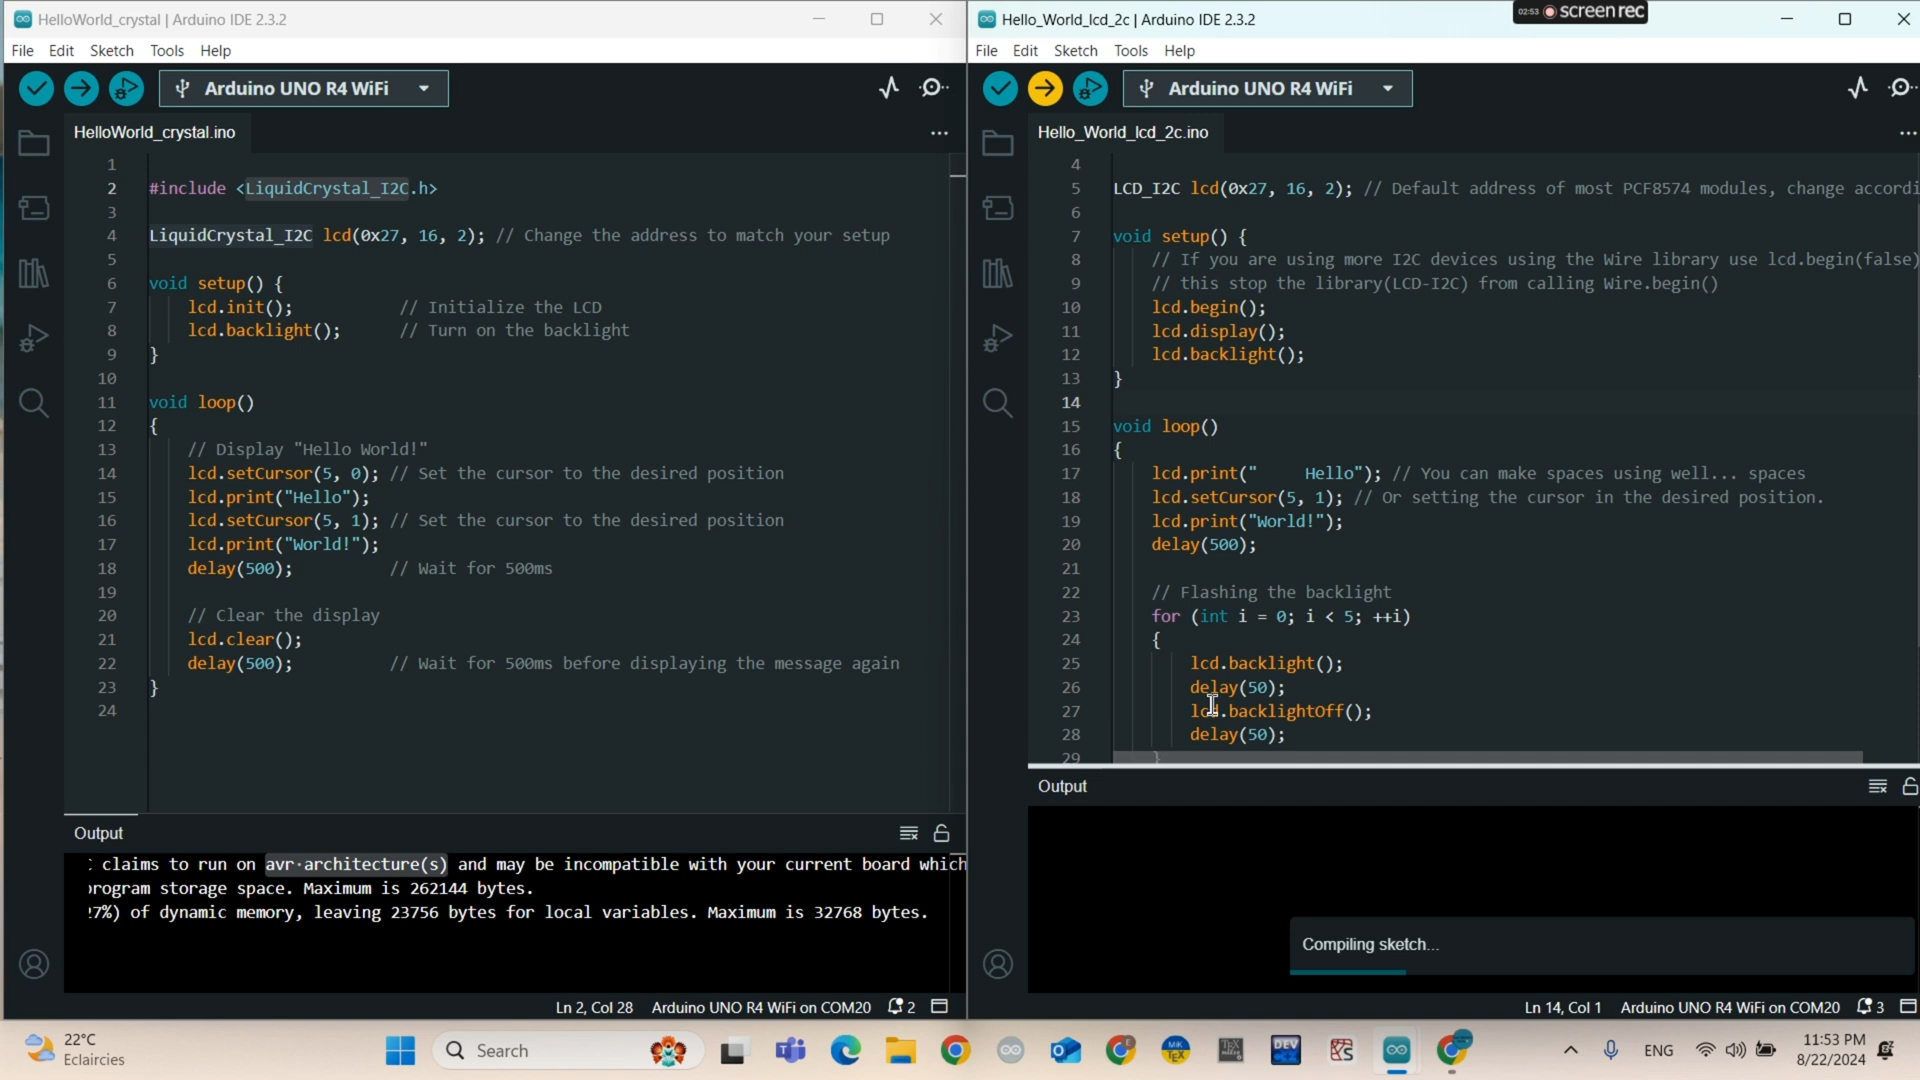 HelloWorld_crystal | Arduino IDE 2.3.2
File Edit Sketch Tools Help
Arduino UNO R4 WiFi
HelloWorld_crystal.ino
1
2 #include <LiquidCrystal_I2C.h>
3
4 LiquidCrystal_I2C lcd(0x27, 16, 2); // Change the address to match your setup
5
6 void setup() {
7 lcd.init(); // Initialize the LCD
8 lcd.backlight(); // Turn on the backlight
9 }
10
11 void loop()
12 {
13 // Display "Hello World!"
14 lcd.setCursor(5, 0); // Set the cursor to the desired position
15 lcd.print("Hello");
16 lcd.setCursor(5, 1); // Set the cursor to the desired position
17 lcd.print("World!");
18 delay(500); // Wait for 500ms
19
20 // Clear the display
21 lcd.clear();
22 delay(500); // Wait for 500ms before displaying the message again
23 }
24
Output
claims to run on avr architecture(s) and may be incompatible with your current board which
program storage space. Maximum is 262144 bytes.
27%) of dynamic memory, leaving 23756 bytes for local variables. Maximum is 32768 bytes.
Ln 2, Col 28 Arduino UNO R4 WiFi on COM20 2
Hello_World_lcd_2c | Arduino IDE 2.3.2
02:53 screen rec
File Edit Sketch Tools Help
Arduino UNO R4 WiFi
Hello_World_lcd_2c.ino
4
5 LCD_I2C lcd(0x27, 16, 2); // Default address of most PCF8574 modules, change accordi
6
7 void setup() {
8 // If you are using more I2C devices using the Wire library use lcd.begin(false)
9 // this stop the library(LCD-I2C) from calling Wire.begin()
10 lcd.begin();
11 lcd.display();
12 lcd.backlight();
13 }
14
15 void loop()
16 {
17 lcd.print("     Hello"); // You can make spaces using well... spaces
18 lcd.setCursor(5, 1); // Or setting the cursor in the desired position.
19 lcd.print("World!");
20 delay(500);
21
22 // Flashing the backlight
23 for (int i = 0; i < 5; ++i)
24 {
25 lcd.backlight();
26 delay(50);
27 lcd.backlightOff();
28 delay(50);
29 }
Output
Compiling sketch...
Ln 14, Col 1 Arduino UNO R4 WiFi on COM20 3
22°C
Eclaircies
Search
ENG
11:53 PM
8/22/2024